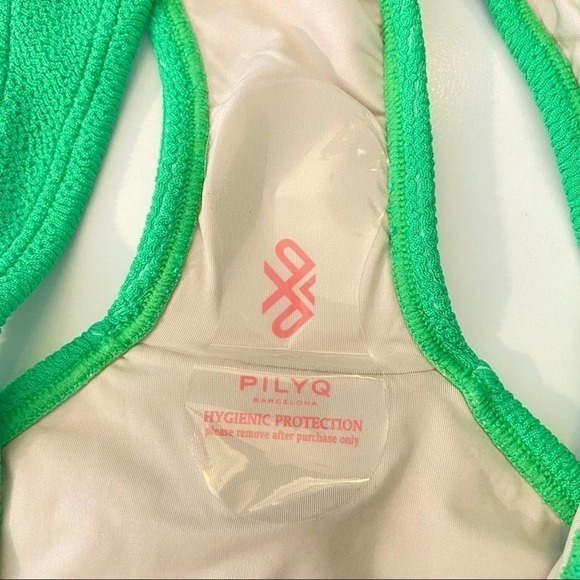 PILYQ
BARCELONA
HYGIENIC PROTECTION
please remove after purchase only